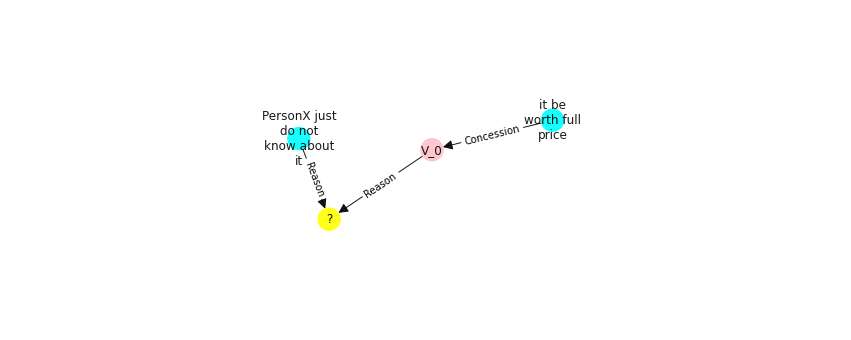 PersonX just
do not
know about
it
Reason
?
V_0
Reason
Concession
it be
worth full
price